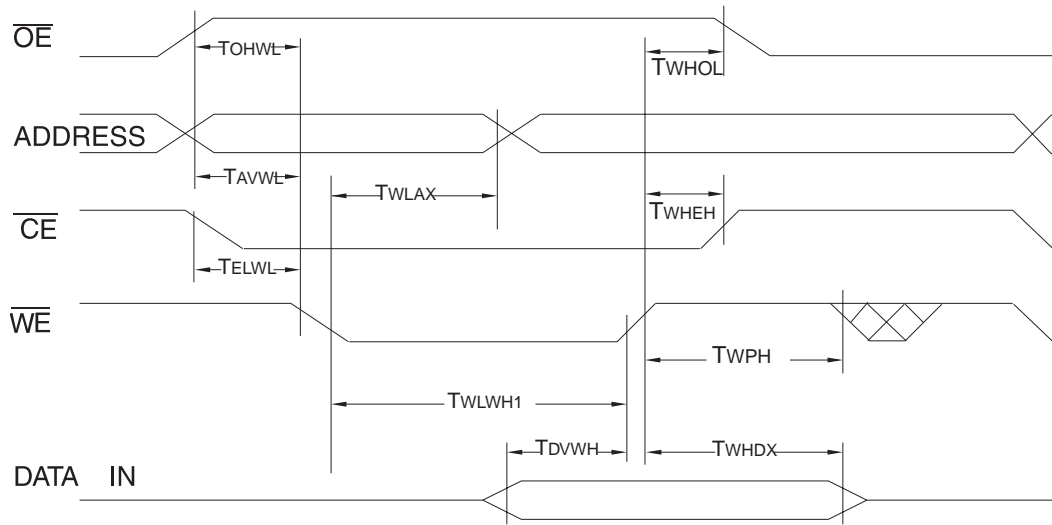 OE
TOHWL
TWHOL
ADDRESS
TAVWL
TWLAX
TWHEH
CE
TELWL
WE
TWPH
TWLWH1
TDVWH
TWHDX
DATA IN